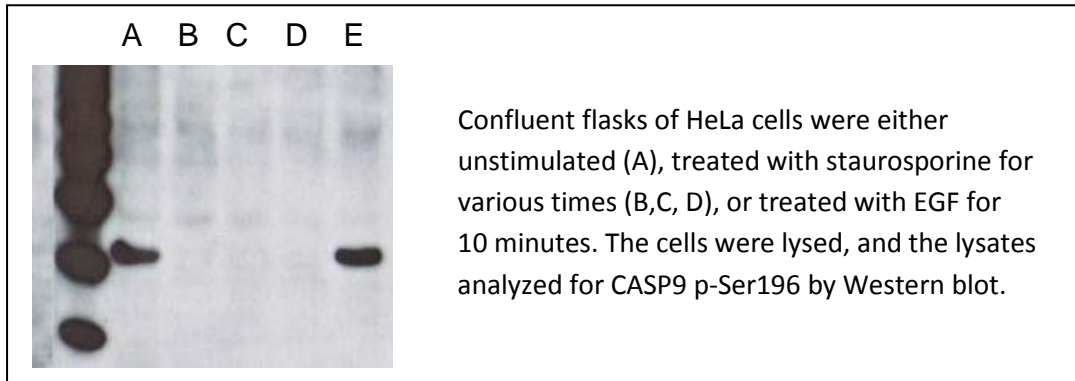 A B C D E
Confluent flasks of HeLa cells were either
unstimulated (A), treated with staurosporine for
various times (B,C, D), or treated with EGF for
10 minutes. The cells were lysed, and the lysates
analyzed for CASP9 p-Ser196 by Western blot.